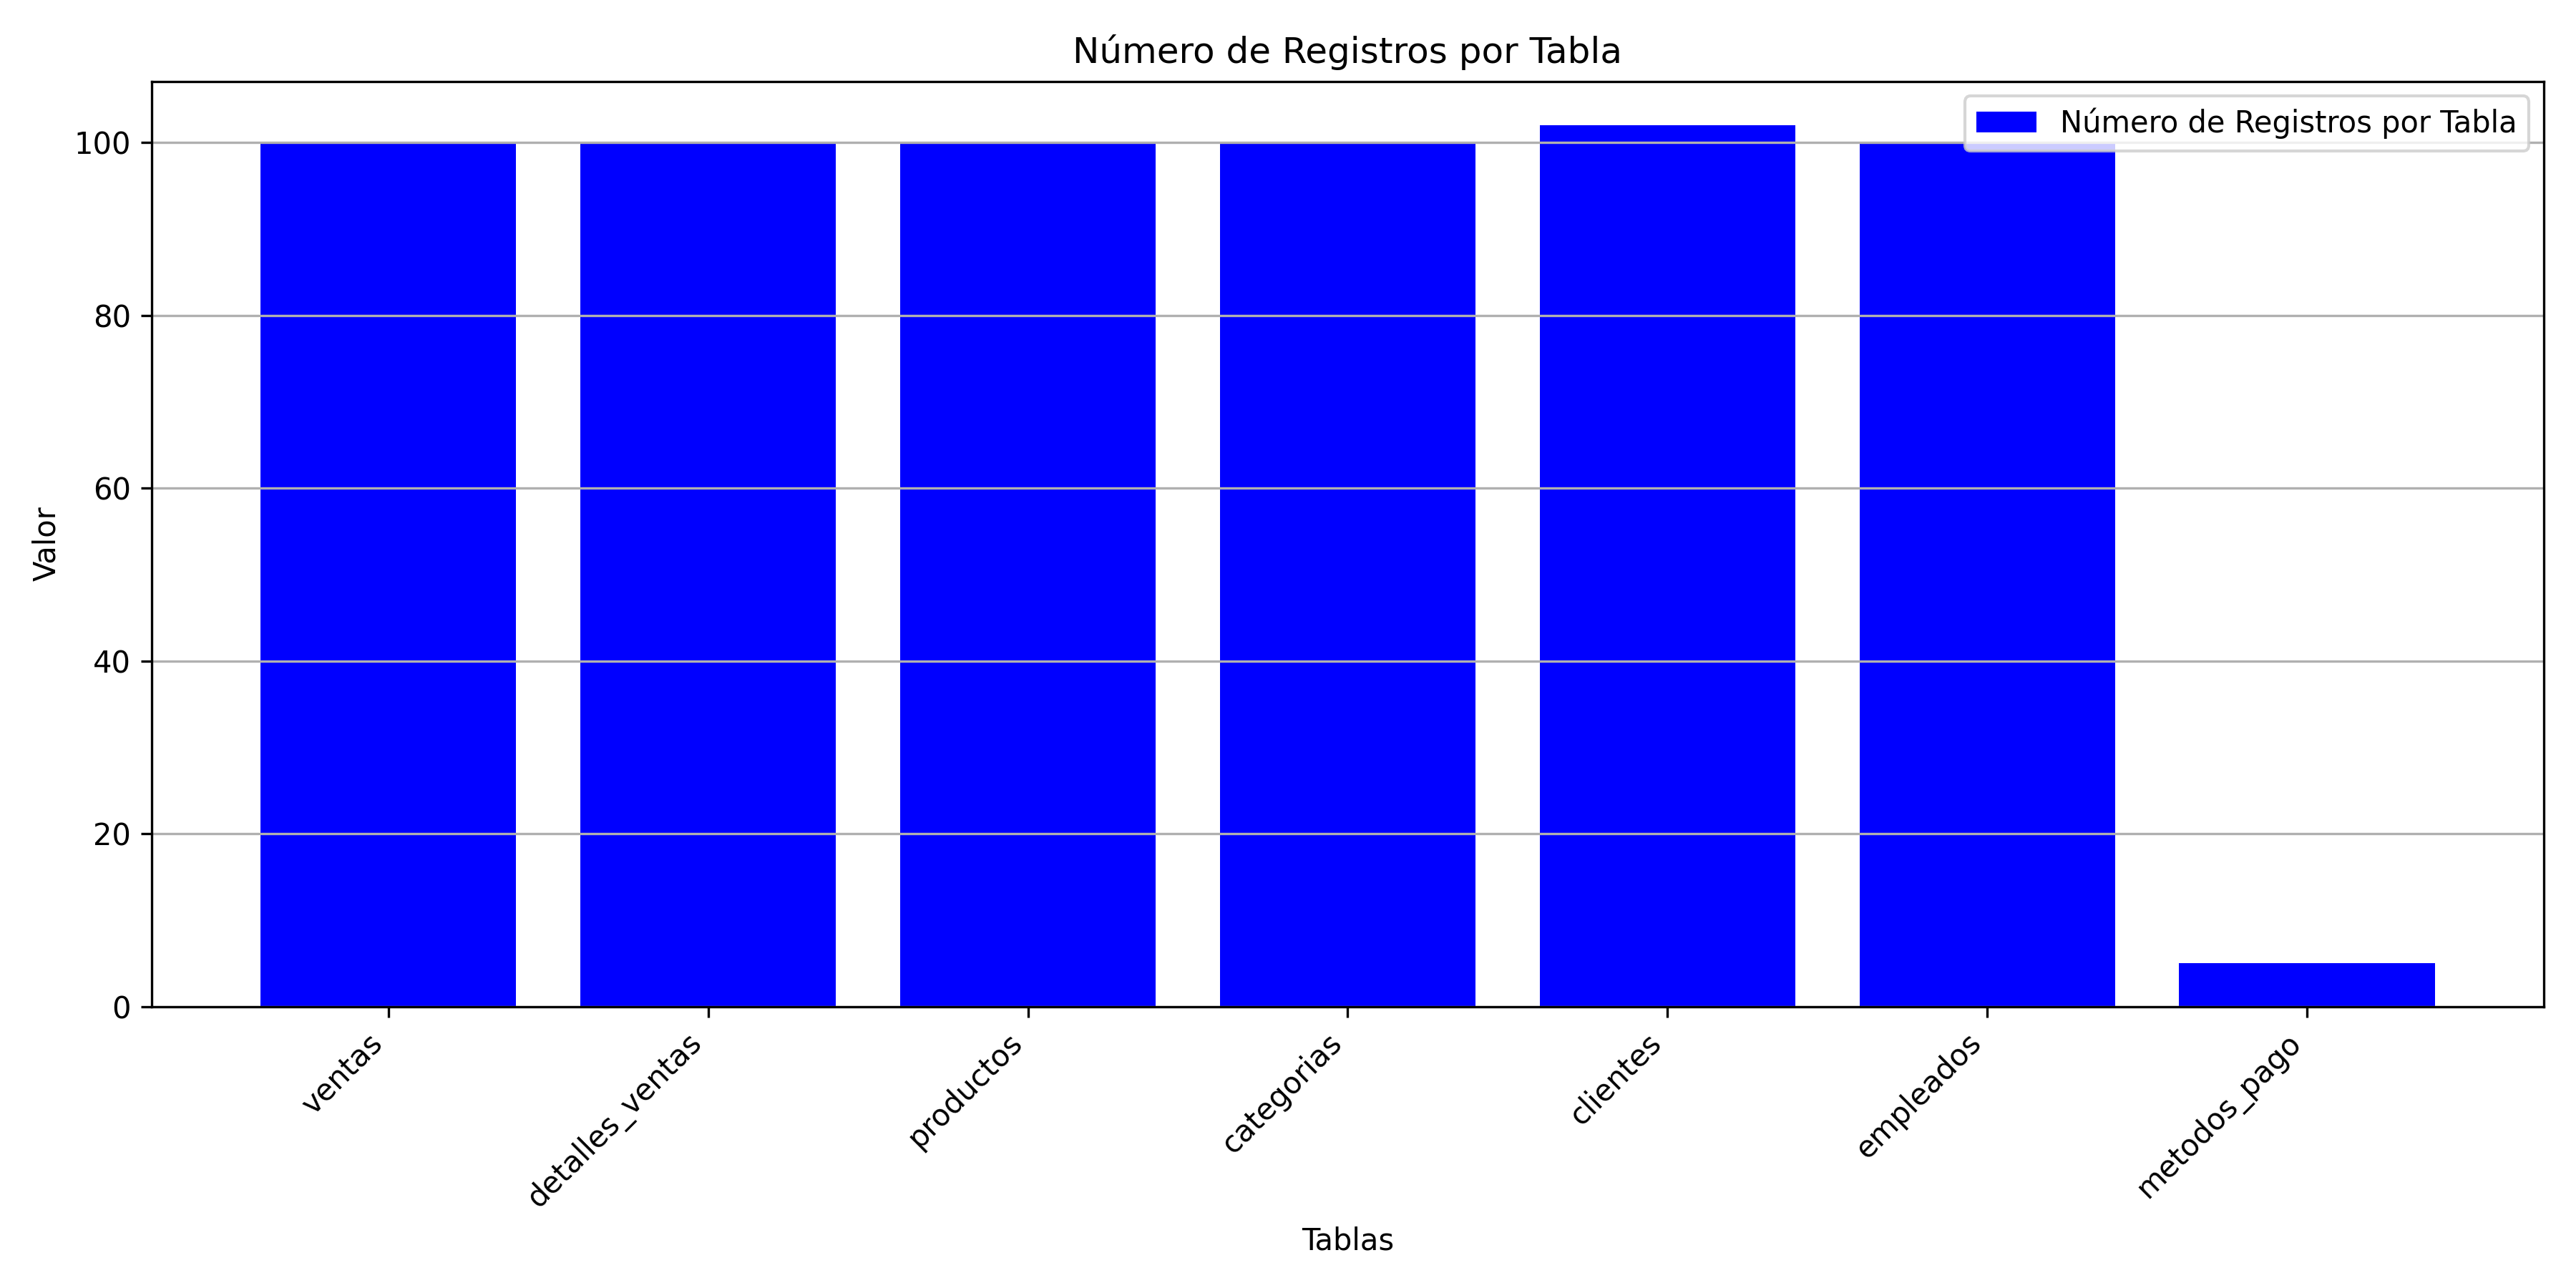 Número de Registros por Tabla
Número de Registros por Tabla
100
80
60
40
20
0
Valor
ventas
detalles_ventas
productos
categorias
clientes
empleados
metodos_pago
Tablas